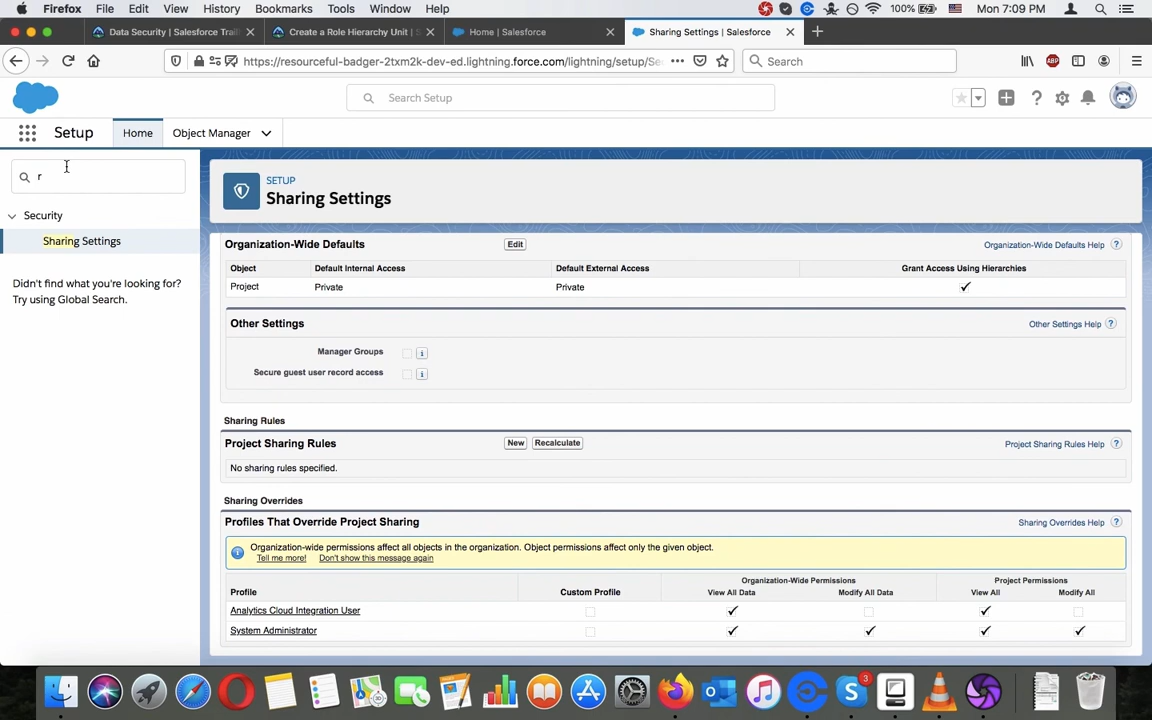 Firefox File Edit View History Bookmarks Tools Window Help 100% Mon 7:09 PM
Data Security | Salesforce Trail
Create a Role Hierarchy Unit | S
Home | Salesforce
Sharing Settings | Salesforce
https://resourceful-badger-2txm2k-dev-ed.lightning.force.com/lightning/setup/Se
Search
ABP
Search Setup
Setup Home Object Manager
r
Security
Sharing Settings
Didn't find what you're looking for?
Try using Global Search.
SETUP
Sharing Settings
Organization-Wide Defaults Edit Organization-Wide Defaults Help ?
Object Default Internal Access Default External Access Grant Access Using Hierarchies
Project Private Private ✓
Other Settings Other Settings Help ?
Manager Groups i
Secure guest user record access i
Sharing Rules
Project Sharing Rules New Recalculate Project Sharing Rules Help ?
No sharing rules specified.
Sharing Overrides
Profiles That Override Project Sharing Sharing Overrides Help ?
Organization-wide permissions affect all objects in the organization. Object permissions affect only the given object.
Tell me more! Don't show this message again
Organization-Wide Permissions Project Permissions
Profile Custom Profile View All Data Modify All Data View All Modify All
Analytics Cloud Integration User ✓ ✓
System Administrator ✓ ✓ ✓ ✓
3